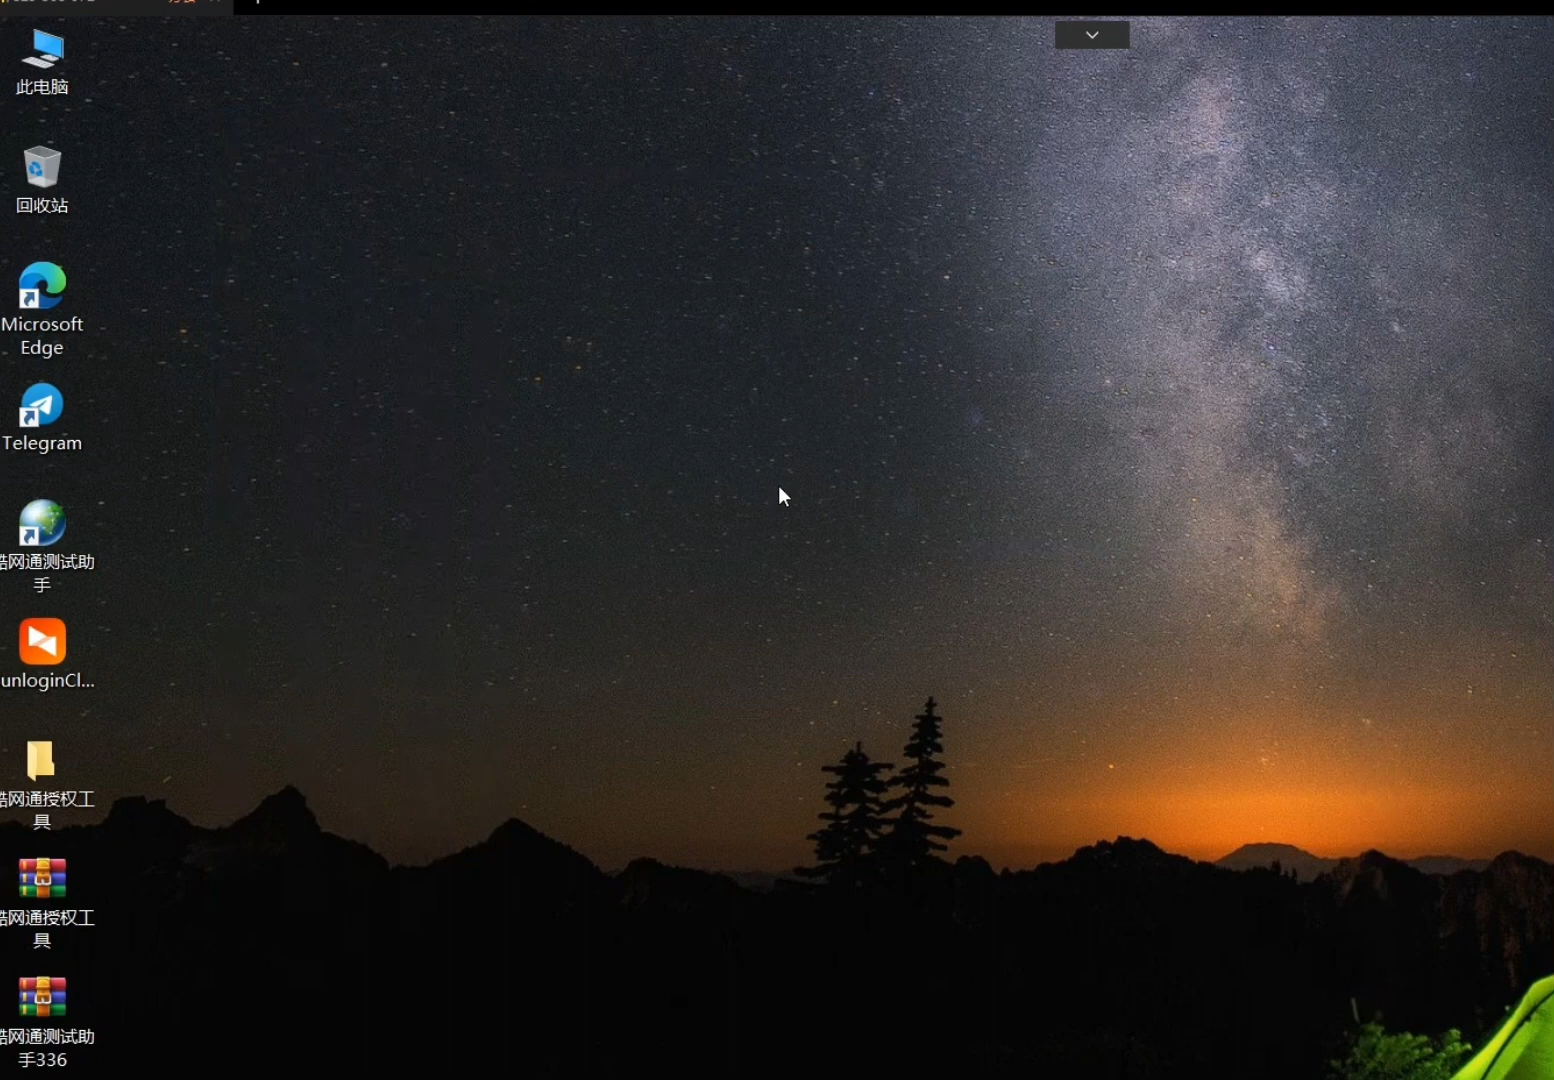 此电脑
回收站
Microsoft
Edge
Telegram
网通测试助
手
unloginCl...
网通授权工
具
网通授权工
具
网通测试助
手336